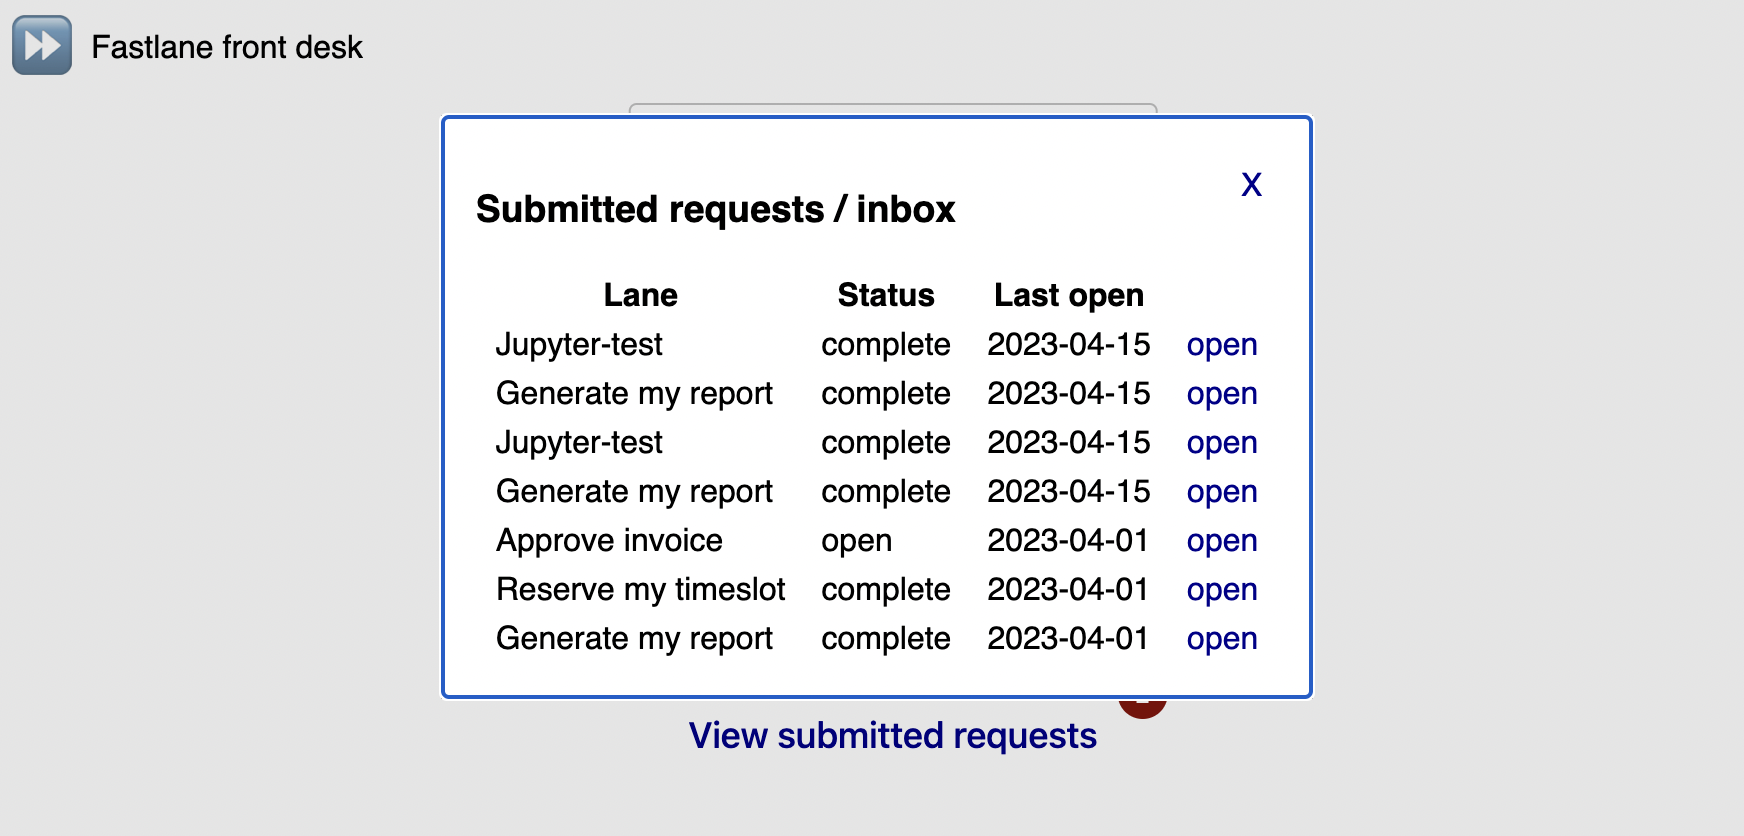 Fastlane front desk
X
Submitted requests / inbox
Lane Status Last open
Jupyter-test complete 2023-04-15 open
Generate my report complete 2023-04-15 open
Jupyter-test complete 2023-04-15 open
Generate my report complete 2023-04-15 open
Approve invoice open 2023-04-01 open
Reserve my timeslot complete 2023-04-01 open
Generate my report complete 2023-04-01 open
View submitted requests